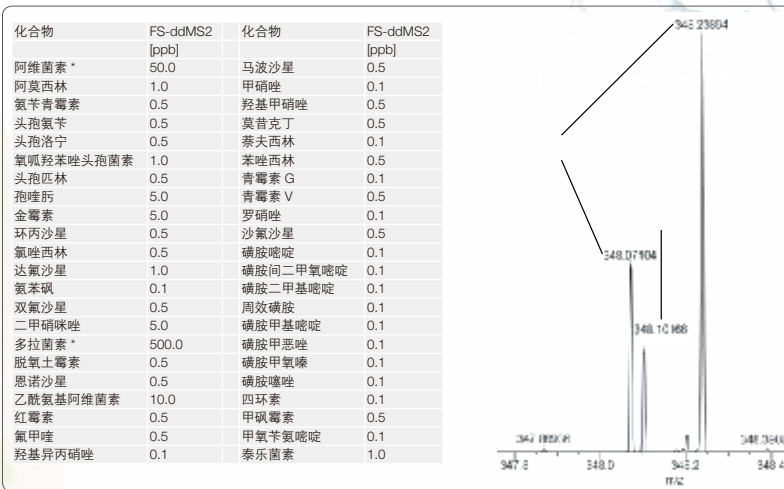 化合物 FS-ddMS2 化合物 FS-ddMS2
[ppb] [ppb]
阿维菌素 * 50.0 马波沙星 0.5
阿莫西林 1.0 甲硝唑 0.1
氨苄青霉素 0.5 羟基甲硝唑 0.5
头孢氨苄 0.5 莫昔克丁 0.5
头孢洛宁 0.5 萘夫西林 0.1
氧呱羟苯唑头孢菌素 1.0 苯唑西林 0.5
头孢匹林 0.5 青霉素 G 0.1
孢喹肟 5.0 青霉素 V 0.5
金霉素 5.0 罗硝唑 0.1
环丙沙星 0.5 沙氟沙星 0.5
氯唑西林 0.5 磺胺嘧啶 0.1
达氟沙星 1.0 磺胺间二甲氧嘧啶 0.1
氨苯砜 0.1 磺胺二甲基嘧啶 0.1
双氟沙星 0.5 周效磺胺 0.1
二甲硝咪唑 5.0 磺胺甲基嘧啶 0.1
多拉菌素 * 500.0 磺胺甲恶唑 0.1
脱氧土霉素 0.5 磺胺甲氧嗪 0.1
恩诺沙星 0.5 磺胺噻唑 0.1
乙酰氨基阿维菌素 10.0 四环素 0.1
红霉素 0.5 甲砜霉素 0.5
氟甲喹 0.5 甲氧苄氨嘧啶 0.1
羟基异丙硝唑 0.1 泰乐菌素 1.0
348.23894
348.07104
348.10166
347.8 348.0 348.2 348.4
m/z